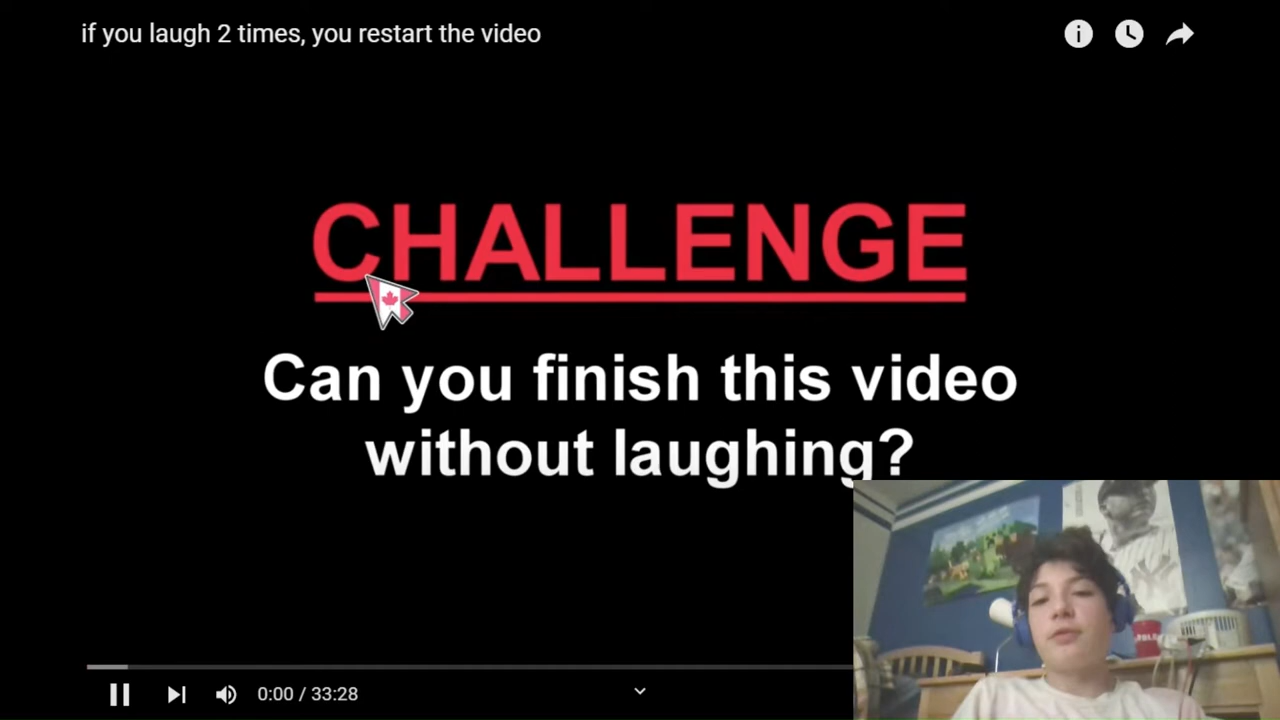 if you laugh 2 times, you restart the video
CHALLENGE
Can you finish this video
without laughing?
0:00 / 33:28